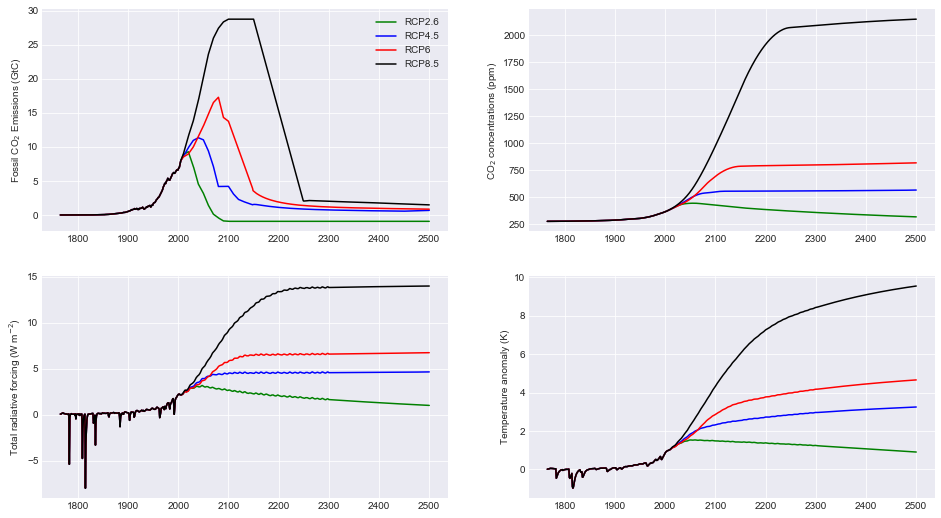 Fossil CO₂ Emissions (GtC)
30
25
20
15
10
5
0
1800 1900 2000 2100 2200 2300 2400 2500
RCP2.6
RCP4.5
RCP6
RCP8.5
CO₂ concentrations (ppm)
2000
1750
1500
1250
1000
750
500
250
1800 1900 2000 2100 2200 2300 2400 2500
Total radiative forcing (W m⁻²)
15
10
5
0
−5
1800 1900 2000 2100 2200 2300 2400 2500
Temperature anomaly (K)
10
8
6
4
2
0
1800 1900 2000 2100 2200 2300 2400 2500